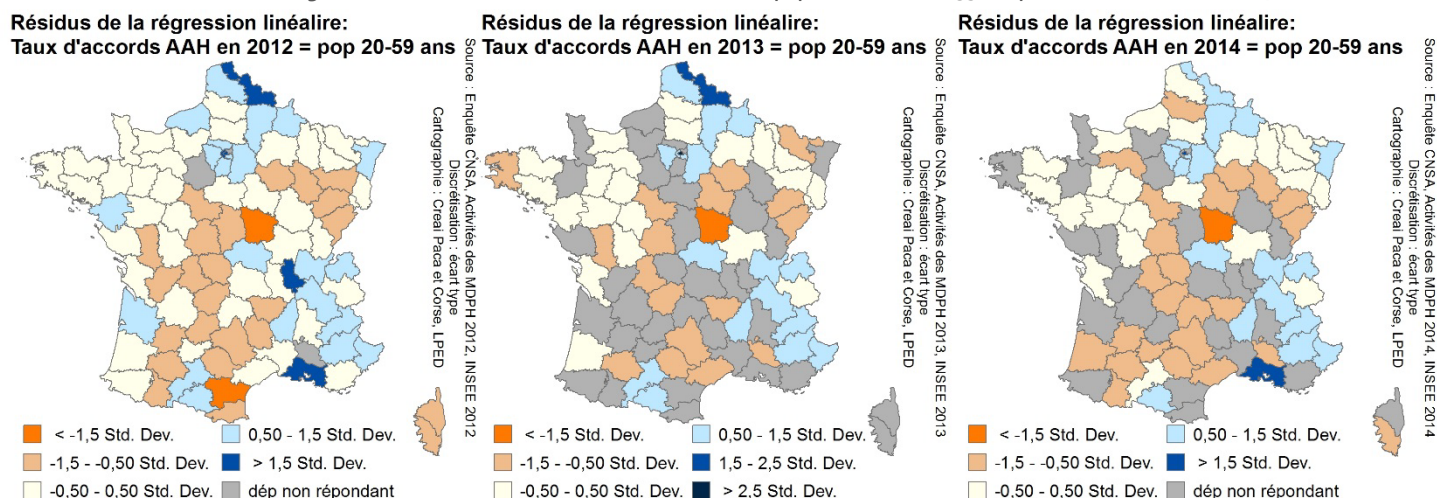 Résidus de la régression linéalire:
Taux d'accords AAH en 2012 = pop 20-59 ans
Source : Enquête CNSA, Activités des MDPH 2012, INSEE 2012
Discrétisation : écart type
Cartographie : Creai Paca et Corse, LPED
< -1,5 Std. Dev.
-1,5 - -0,50 Std. Dev.
-0,50 - 0,50 Std. Dev.
0,50 - 1,5 Std. Dev.
> 1,5 Std. Dev.
dép non répondant
Résidus de la régression linéalire:
Taux d'accords AAH en 2013 = pop 20-59 ans
Source : Enquête CNSA, Activités des MDPH 2013, INSEE 2013
Discrétisation : écart type
Cartographie : Creai Paca et Corse, LPED
< -1,5 Std. Dev.
-1,5 - -0,50 Std. Dev.
-0,50 - 0,50 Std. Dev.
0,50 - 1,5 Std. Dev.
1,5 - 2,5 Std. Dev.
> 2,5 Std. Dev.
Résidus de la régression linéalire:
Taux d'accords AAH en 2014 = pop 20-59 ans
Source : Enquête CNSA, Activités des MDPH 2014, INSEE 2014
Discrétisation : écart type
Cartographie : Creai Paca et Corse, LPED
< -1,5 Std. Dev.
-1,5 - -0,50 Std. Dev.
-0,50 - 0,50 Std. Dev.
0,50 - 1,5 Std. Dev.
> 1,5 Std. Dev.
dép non répondant